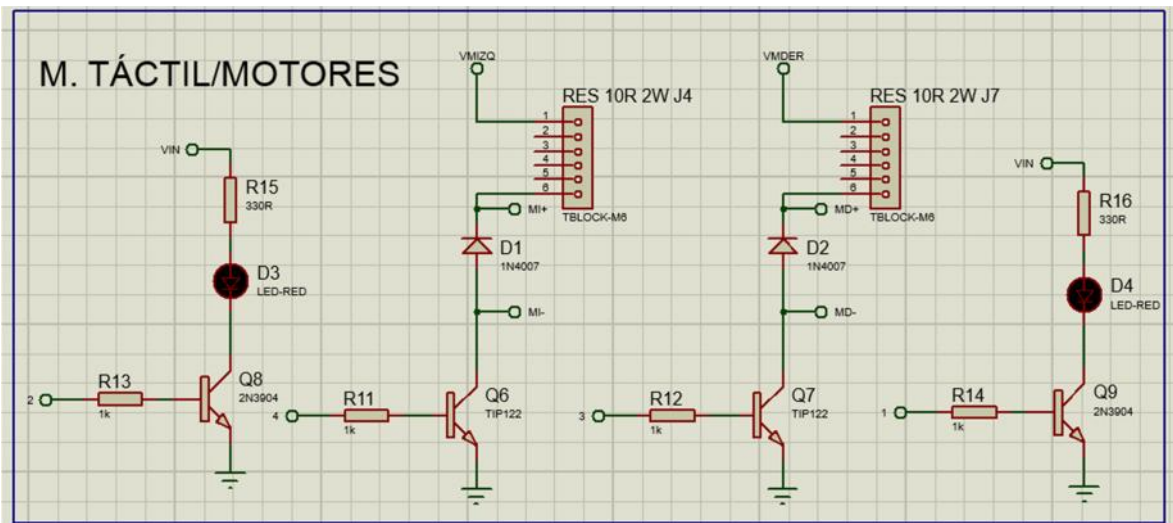 M. TÁCTIL/MOTORES
VIN
R15
330R
D3
LED-RED
2
R13
1k
Q8
2N3904
VMIZQ
RES 10R 2W J4
1
2
3
4
5
6
TBLOCK-M6
MI+
D1
1N4007
MI-
4
R11
1k
Q6
TIP122
VMDER
RES 10R 2W J7
1
2
3
4
5
6
TBLOCK-M6
MD+
D2
1N4007
MD-
3
R12
1k
Q7
TIP122
VIN
R16
330R
D4
LED-RED
1
R14
1k
Q9
2N3904